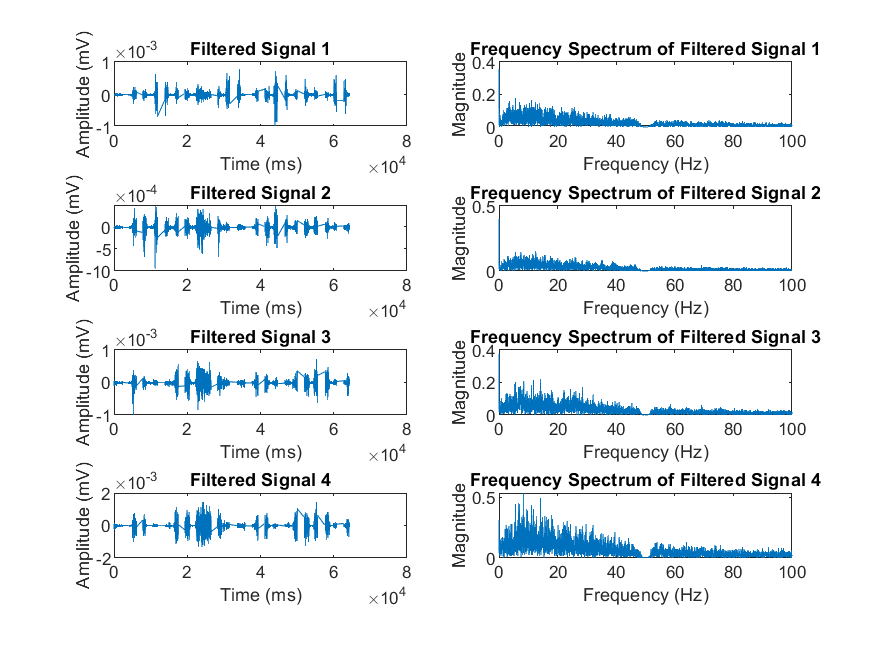 Filtered Signal 1
×10-3
Amplitude (mV)
1
0
-1
0 2 4 6 8
Time (ms)
×104
Frequency Spectrum of Filtered Signal 1
Magnitude
0.4
0.2
0
0 20 40 60 80 100
Frequency (Hz)
Filtered Signal 2
×10-4
Amplitude (mV)
0
-5
-10
0 2 4 6 8
Time (ms)
×104
Frequency Spectrum of Filtered Signal 2
Magnitude
0.5
0
0 20 40 60 80 100
Frequency (Hz)
Filtered Signal 3
×10-3
Amplitude (mV)
1
0
-1
0 2 4 6 8
Time (ms)
×104
Frequency Spectrum of Filtered Signal 3
Magnitude
0.4
0.2
0
0 20 40 60 80 100
Frequency (Hz)
Filtered Signal 4
×10-3
Amplitude (mV)
2
0
-2
0 2 4 6 8
Time (ms)
×104
Frequency Spectrum of Filtered Signal 4
Magnitude
0.5
0
0 20 40 60 80 100
Frequency (Hz)